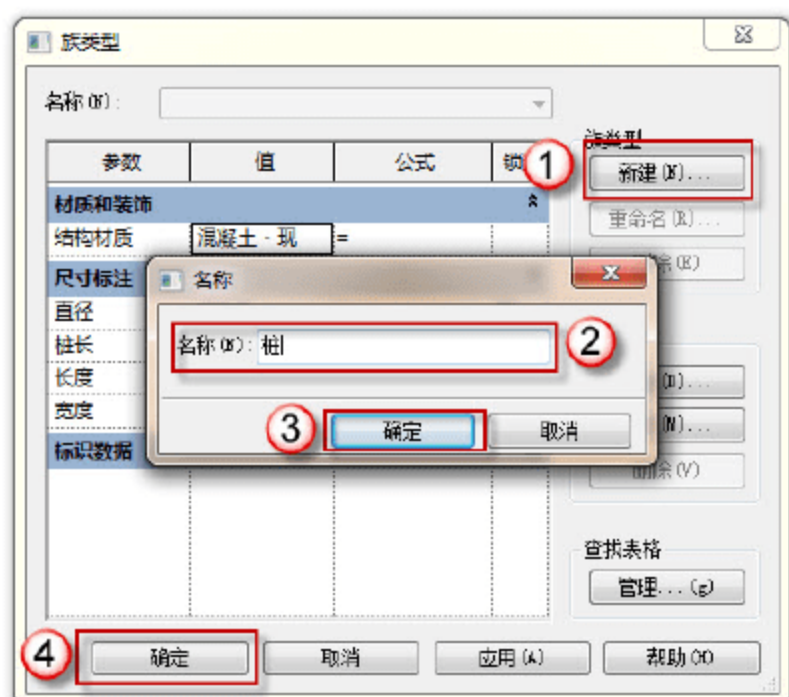 族类型
名称(N):
参数 值 公式
族类型
1
新建(N)...
材质和装饰
结构材质 混凝土 - 现 =
重命名(R)...
尺寸标注
名称
(E)
直径
桩长
名称(N): 桩
2
长度
(D)...
宽度
3
确定 取消
(M)...
标识数据
(V)
查找表格
管理...(g)
4
确定 取消 应用(A) 帮助(H)